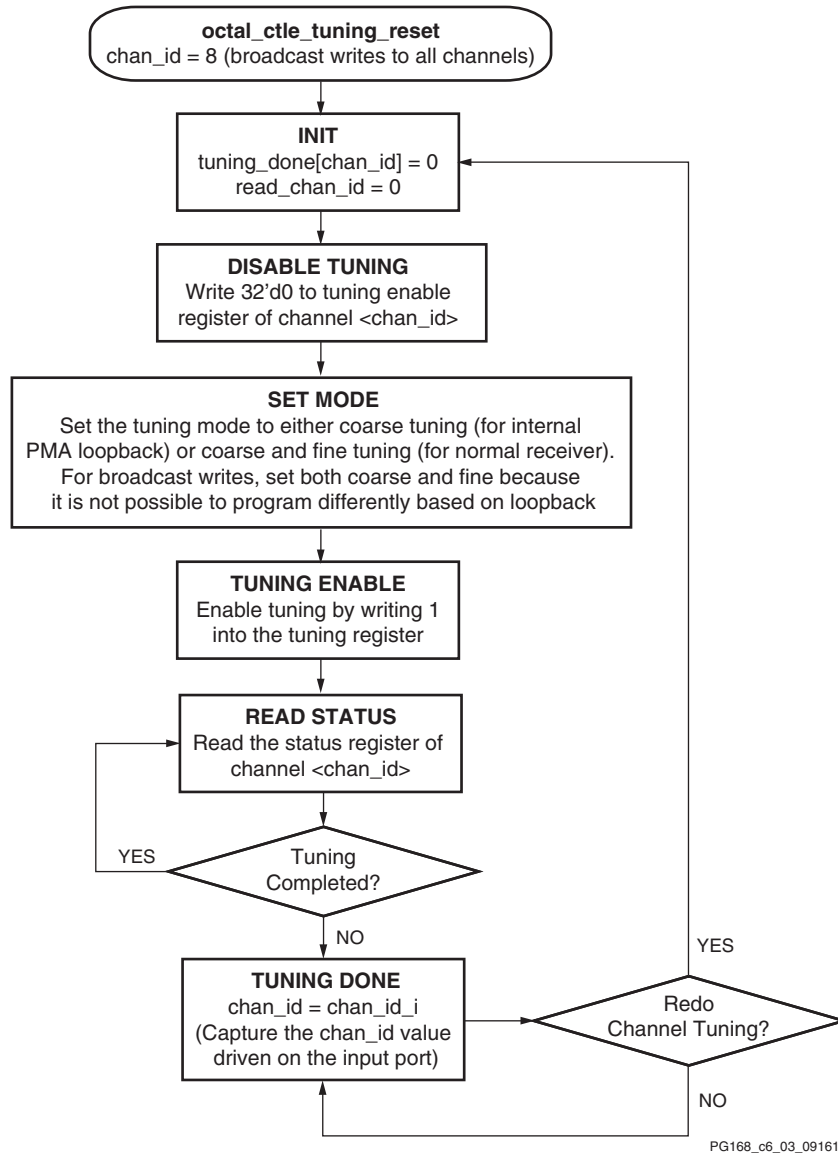 octal_ctle_tuning_reset
chan_id = 8 (broadcast writes to all channels)
INIT
tuning_done[chan_id] = 0
read_chan_id = 0
DISABLE TUNING
Write 32'd0 to tuning enable
register of channel <chan_id>
SET MODE
Set the tuning mode to either coarse tuning (for internal
PMA loopback) or coarse and fine tuning (for normal receiver).
For broadcast writes, set both coarse and fine because
it is not possible to program differently based on loopback
TUNING ENABLE
Enable tuning by writing 1
into the tuning register
READ STATUS
Read the status register of
channel <chan_id>
YES
Tuning
Completed?
NO
TUNING DONE
chan_id = chan_id_i
(Capture the chan_id value
driven on the input port)
YES
Redo
Channel Tuning?
NO
PG168_c6_03_09161